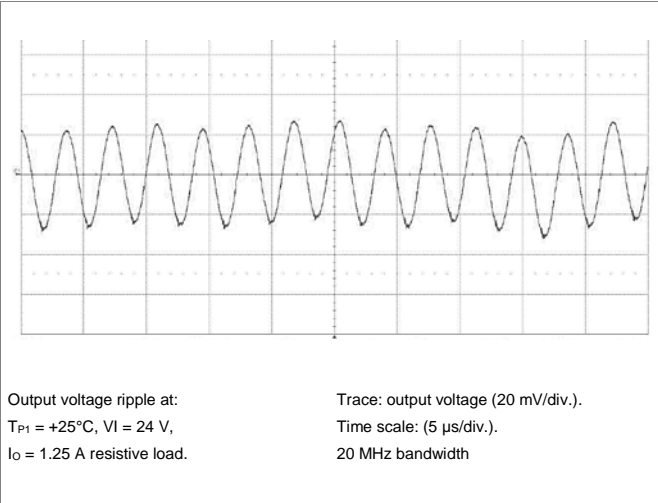 Output voltage ripple at:
TP1 = +25°C, VI = 24 V,
IO = 1.25 A resistive load.
Trace: output voltage (20 mV/div.).
Time scale: (5 µs/div.).
20 MHz bandwidth